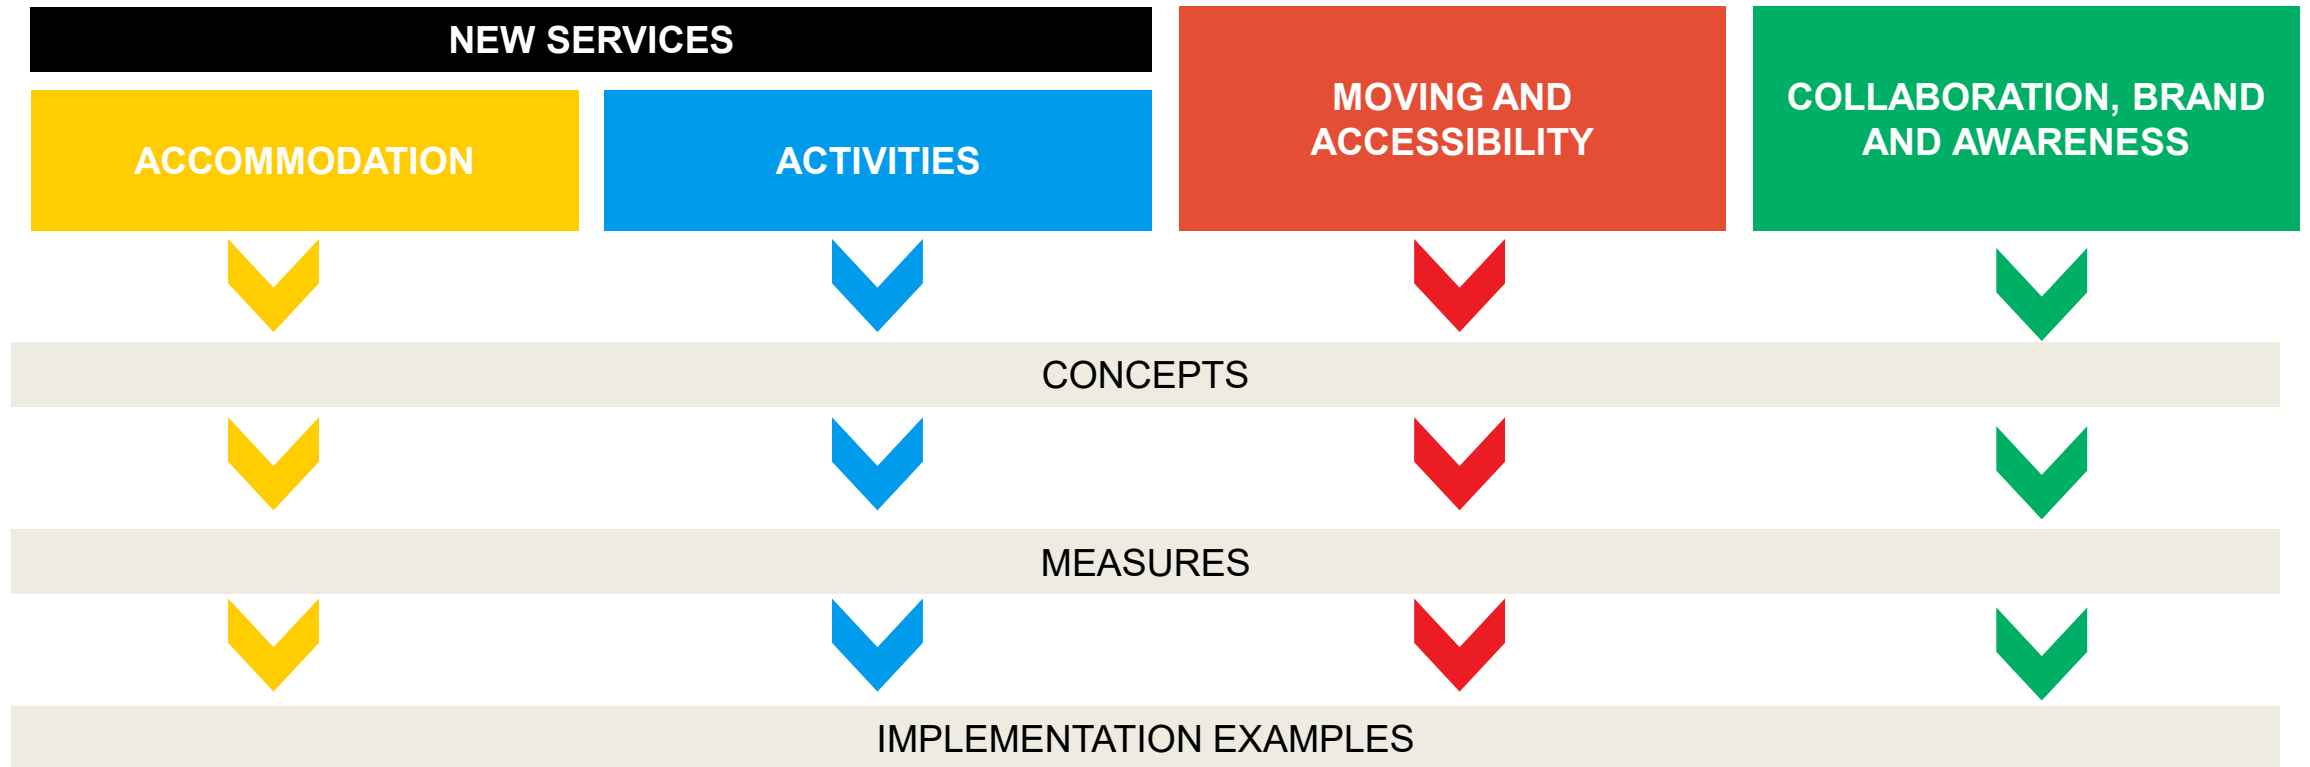 NEW SERVICES
ACCOMMODATION
ACTIVITIES
MOVING AND
ACCESSIBILITY
COLLABORATION, BRAND
AND AWARENESS
CONCEPTS
MEASURES
IMPLEMENTATION EXAMPLES